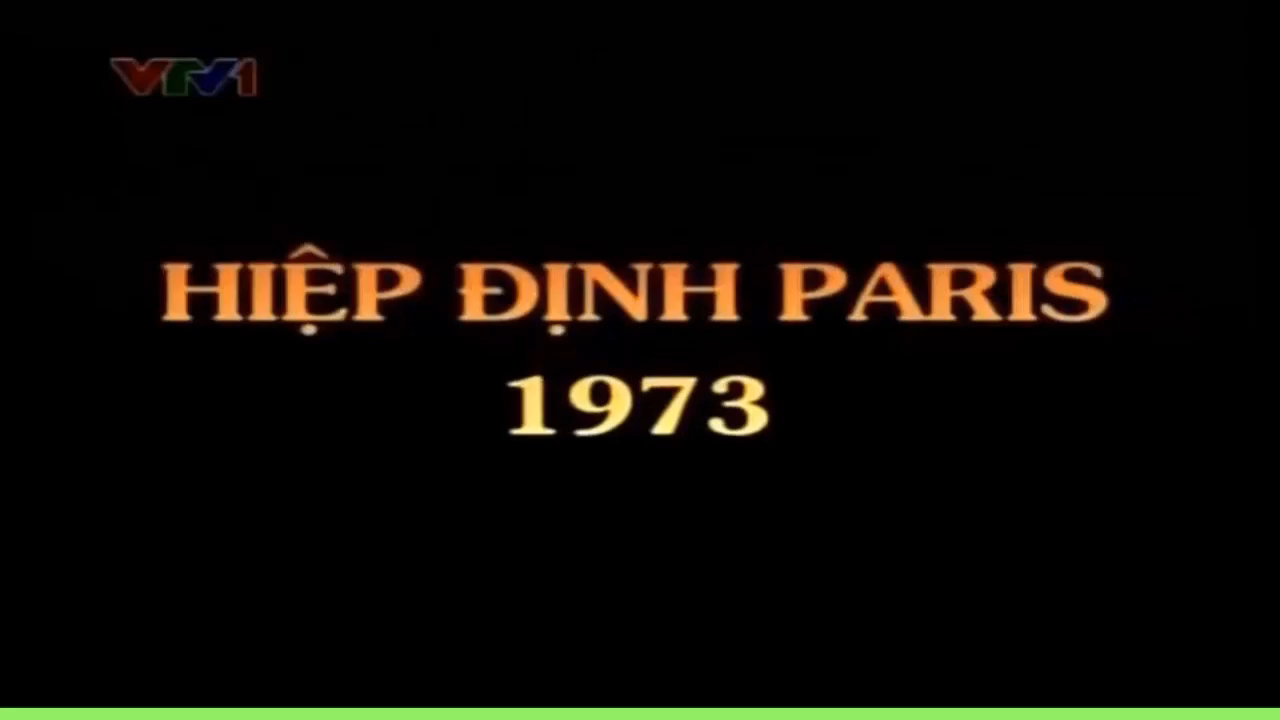 VTV1
HIỆP ĐỊNH PARIS
1973